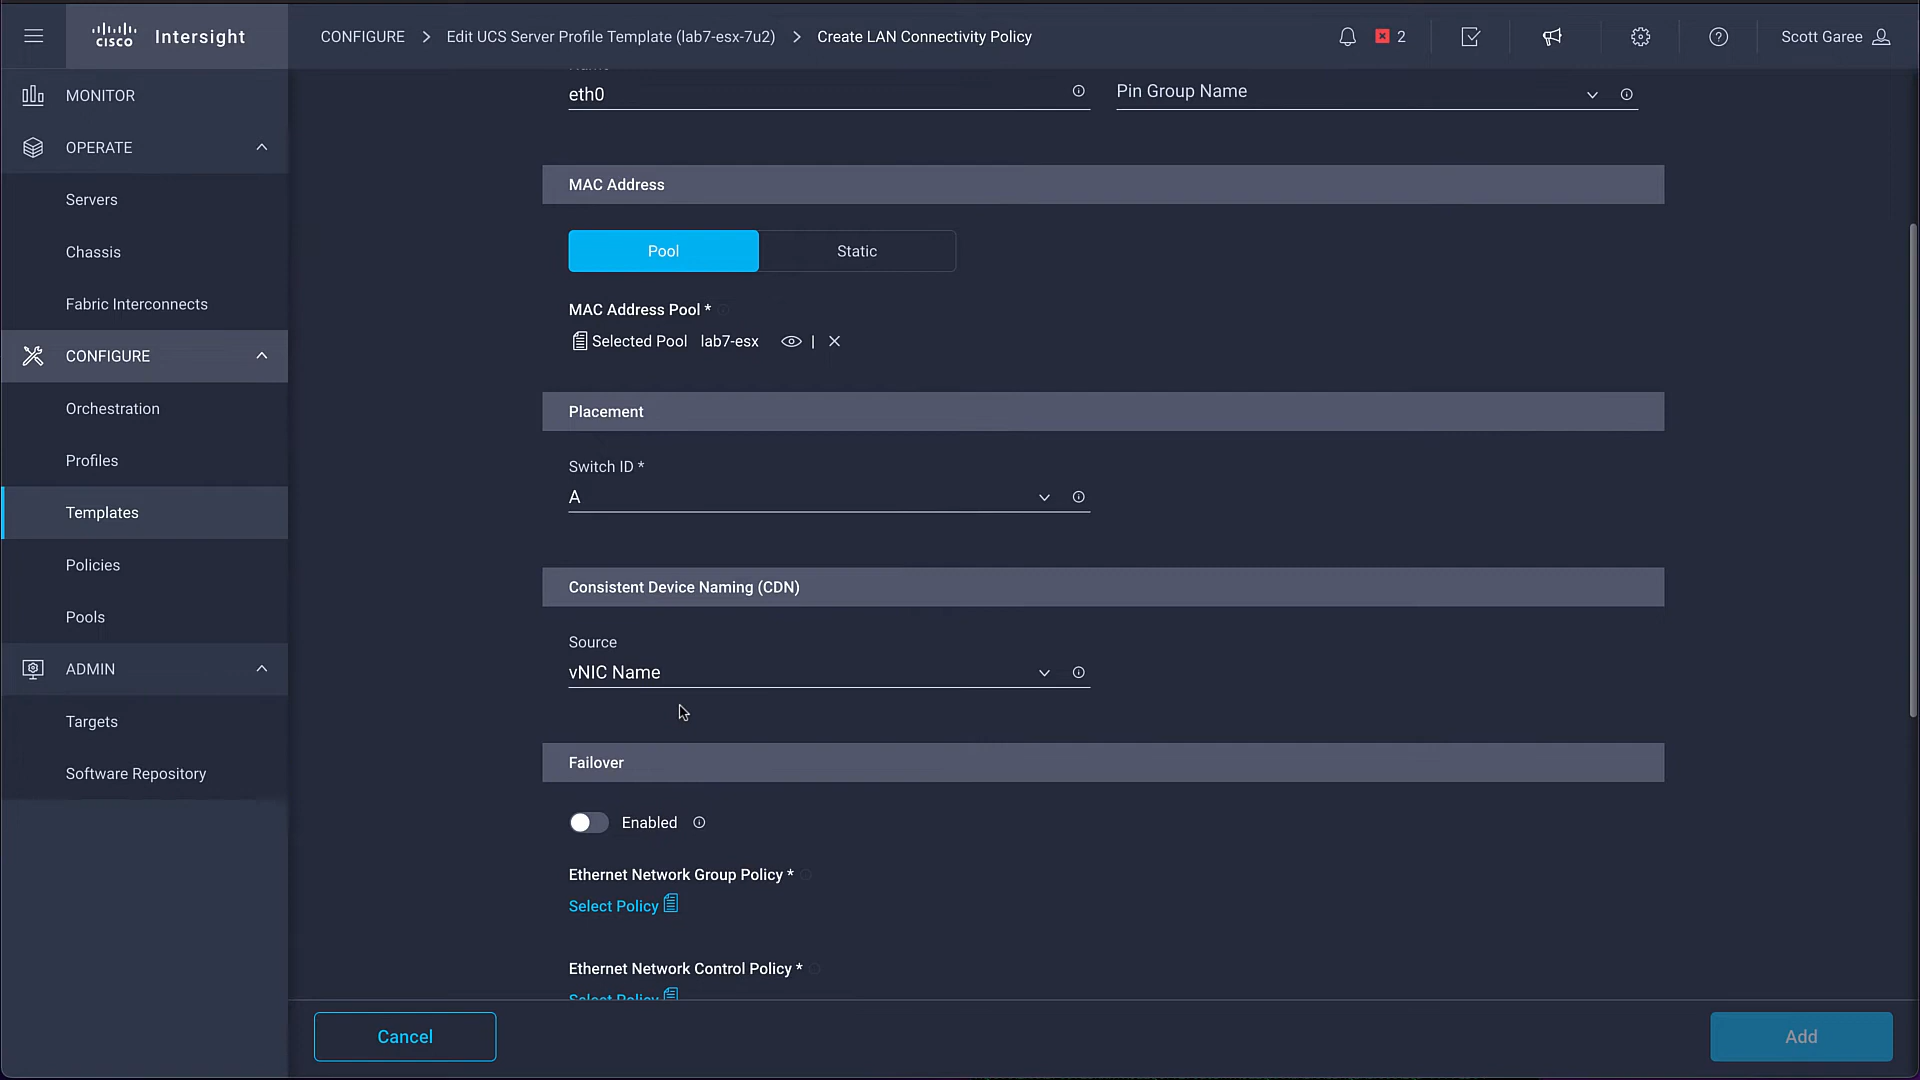 CISCO Intersight
CONFIGURE > Edit UCS Server Profile Template (lab7-esx-7u2) > Create LAN Connectivity Policy
2
Scott Garee
MONITOR
OPERATE
Servers
Chassis
Fabric Interconnects
CONFIGURE
Orchestration
Profiles
Templates
Policies
Pools
ADMIN
Targets
Software Repository
Name
eth0
Pin Group Name
MAC Address
Pool
Static
MAC Address Pool *
Selected Pool lab7-esx |
Placement
Switch ID *
A
Consistent Device Naming (CDN)
Source
vNIC Name
Failover
Enabled
Ethernet Network Group Policy *
Select Policy
Ethernet Network Control Policy *
Select Policy
Cancel
Add